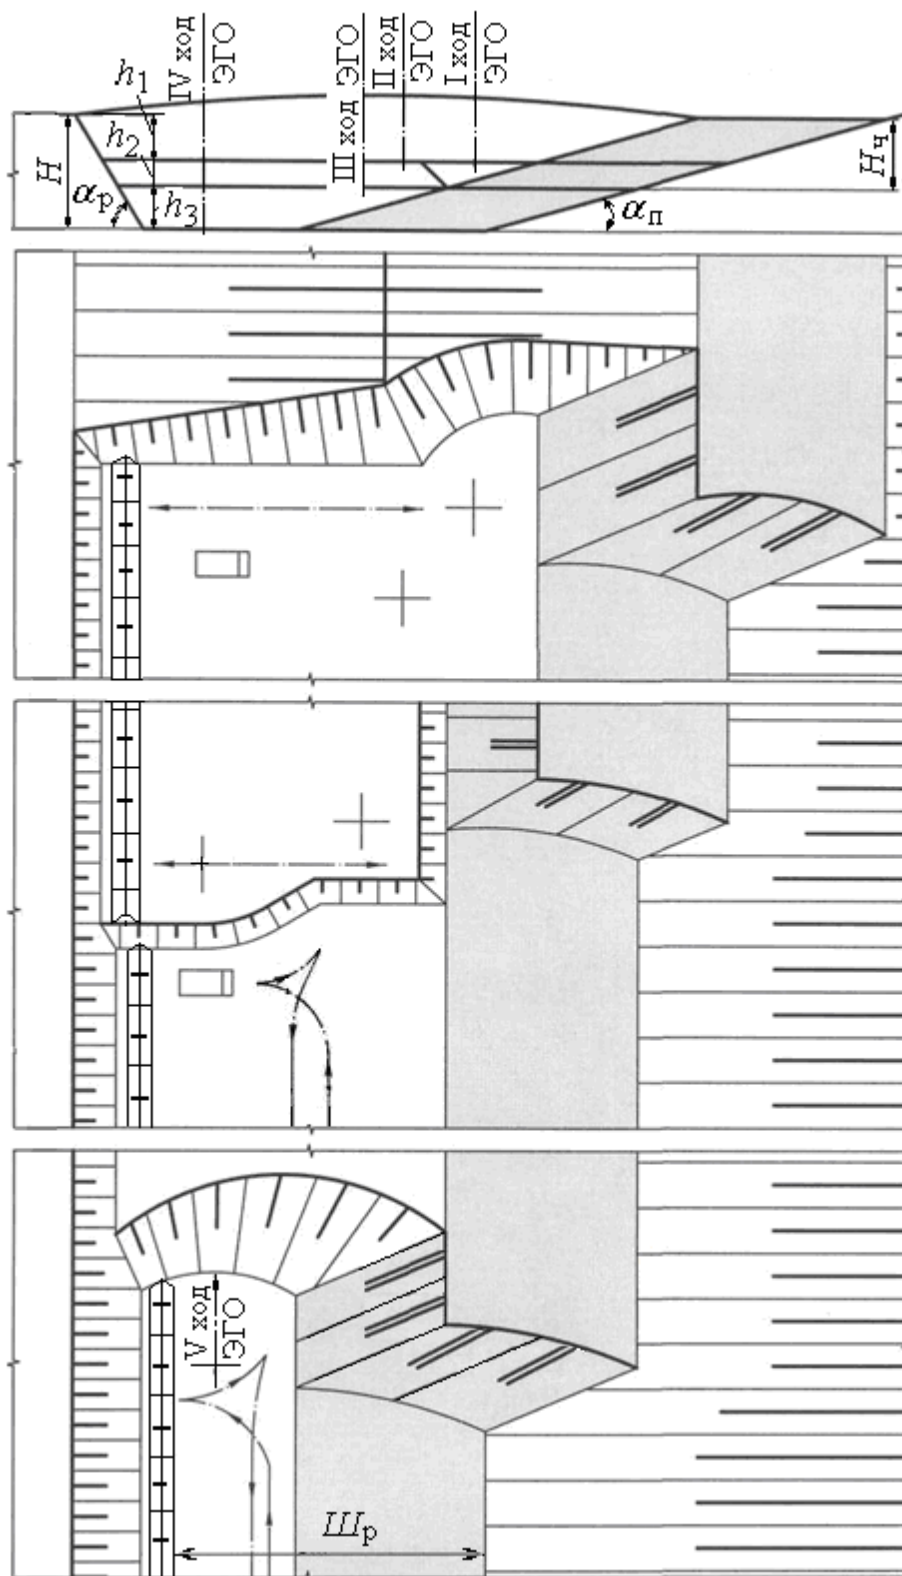 IV ход
ЭГО
III ход
ЭГО
II ход
ЭГО
I ход
ЭГО
h1
h2
h3
H
Hч
αр
αп
V ход
ЭГО
Шр